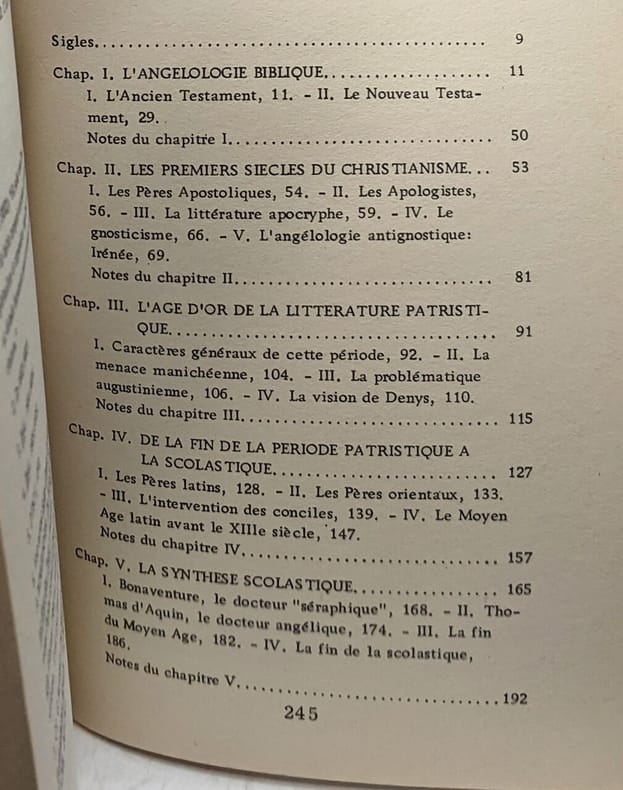 Sigles............................................. 9
Chap. I. L'ANGELOLOGIE BIBLIQUE................... 11
I. L'Ancien Testament, 11. - II. Le Nouveau Testa-
ment, 29.
Notes du chapitre I.............................. 50
Chap. II. LES PREMIERS SIECLES DU CHRISTIANISME... 53
I. Les Pères Apostoliques, 54. - II. Les Apologistes,
56. - III. La littérature apocryphe, 59. - IV. Le
gnosticisme, 66. - V. L'angélologie antignostique:
Irénée, 69.
Notes du chapitre II............................. 81
Chap. III. L'AGE D'OR DE LA LITTERATURE PATRISTI-
QUE..................................... 91
I. Caractères généraux de cette période, 92. - II. La
menace manichéenne, 104. - III. La problématique
augustinienne, 106. - IV. La vision de Denys, 110.
Notes du chapitre III............................ 115
Chap. IV. DE LA FIN DE LA PERIODE PATRISTIQUE A
LA SCOLASTIQUE......................... 127
I. Les Pères latins, 128. - II. Les Pères orientaux, 133.
- III. L'intervention des conciles, 139. - IV. Le Moyen
Age latin avant le XIIIe siècle, 147.
Notes du chapitre IV............................. 157
Chap. V. LA SYNTHESE SCOLASTIQUE................. 165
I. Bonaventure, le docteur "séraphique", 168. - II. Tho-
mas d'Aquin, le docteur angélique, 174. - III. La fin
du Moyen Age, 182. - IV. La fin de la scolastique,
186.
Notes du chapitre V..............................192
245